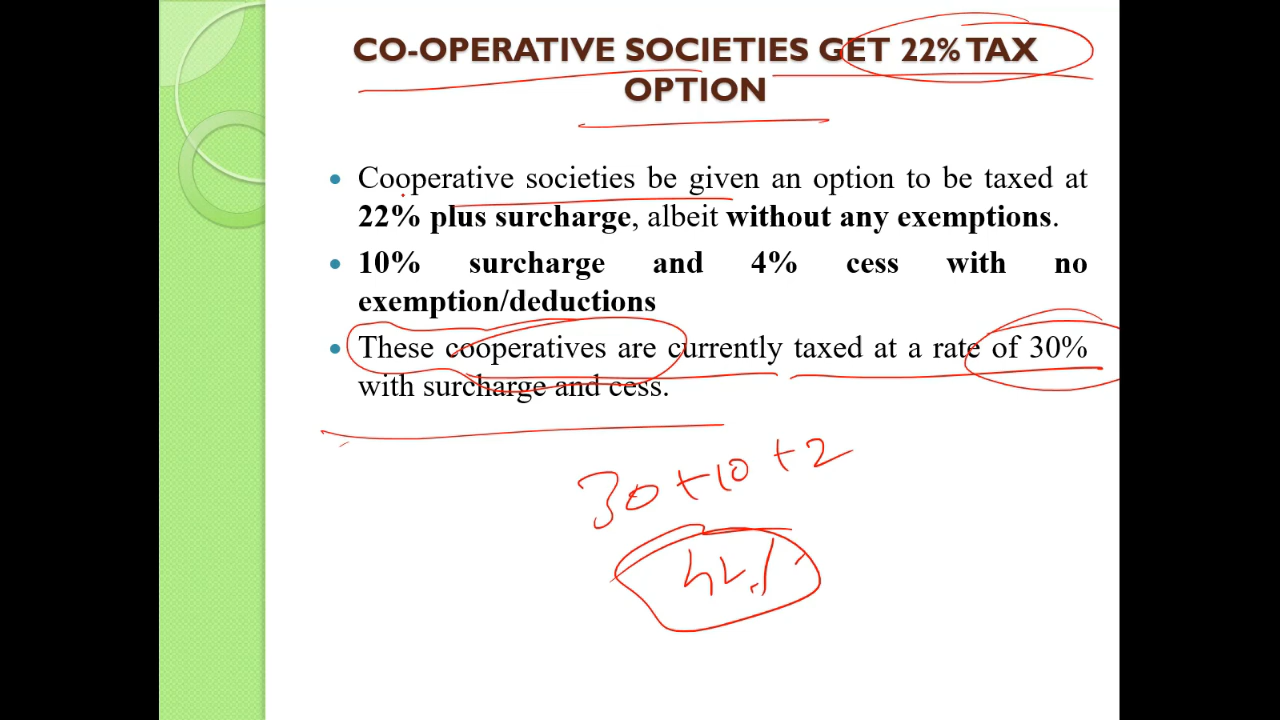 CO-OPERATIVE SOCIETIES GET 22% TAX
OPTION
Cooperative societies be given an option to be taxed at
22% plus surcharge, albeit without any exemptions.
10% surcharge and 4% cess with no
exemption/deductions
These cooperatives are currently taxed at a rate of 30%
with surcharge and cess.
30 +10 +2
42%